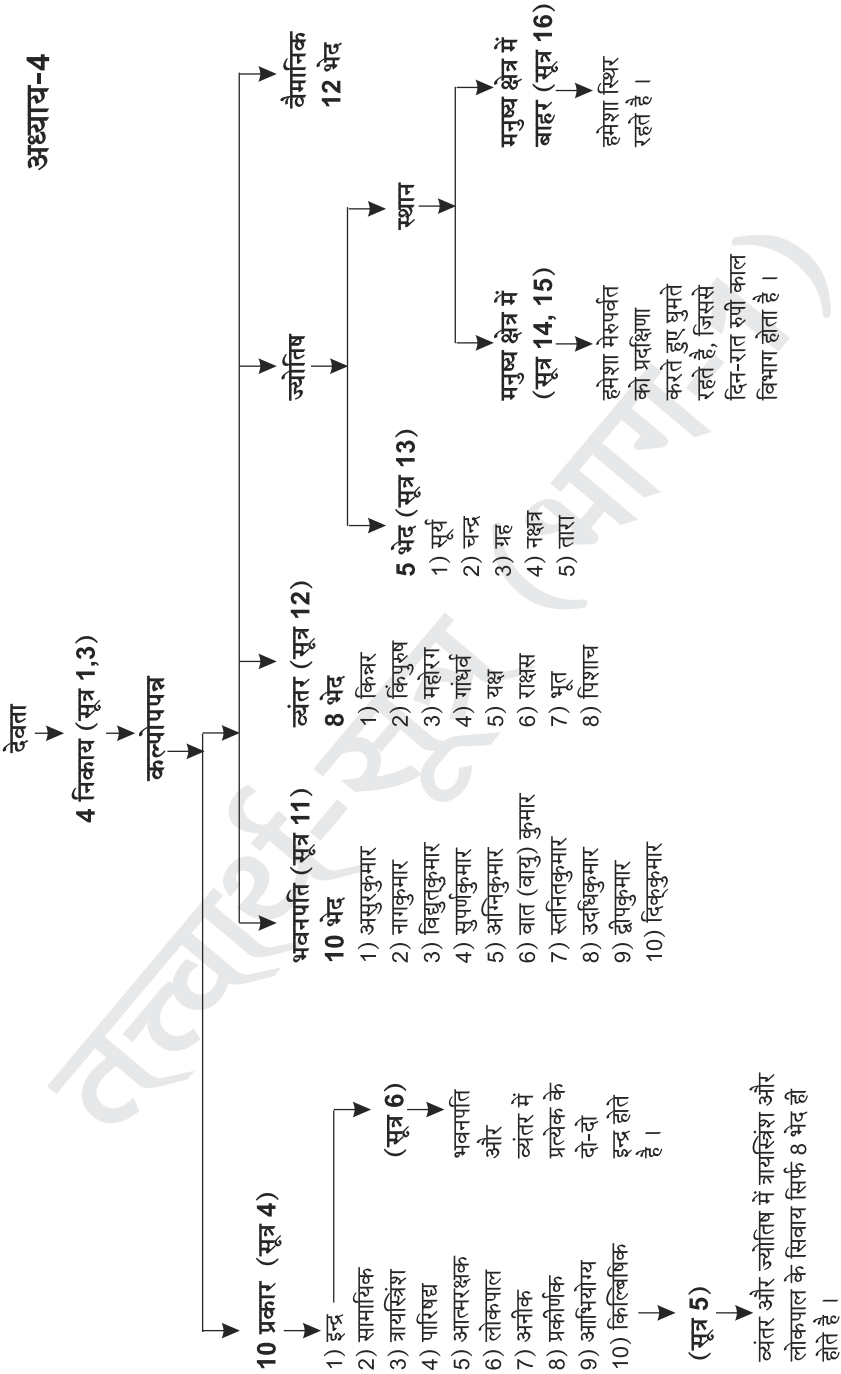 अध्याय-4
देवता
4 निकाय (सूत्र 1,3)
कल्पोपपन्न
10 प्रकार (सूत्र 4)
1) इन्द्र
2) सामायिक
3) त्रायस्त्रिंश
4) पारिषद्य
5) आत्मरक्षक
6) लोकपाल
7) अनीक
8) प्रकीर्णक
9) आभियोग्य
10) किल्बिषिक
(सूत्र 5)
व्यंतर और ज्योतिष में त्रायस्त्रिंश और
लोकपाल के सिवाय सिर्फ 8 भेद ही
होते है ।
(सूत्र 6)
भवनपति
और
व्यंतर में
प्रत्येक के
दो-दो
इन्द्र होते
है ।
भवनपति (सूत्र 11)
10 भेद
1) असुरकुमार
2) नागकुमार
3) विद्युत्कुमार
4) सुपर्णकुमार
5) अग्निकुमार
6) वात (वायु) कुमार
7) स्तनितकुमार
8) उदधिकुमार
9) द्वीपकुमार
10) दिक्कुमार
व्यंतर (सूत्र 12)
8 भेद
1) किन्नर
2) किंपुरुष
3) महोरग
4) गांधर्व
5) यक्ष
6) राक्षस
7) भूत
8) पिशाच
ज्योतिष
5 भेद (सूत्र 13)
1) सूर्य
2) चन्द्र
3) ग्रह
4) नक्षत्र
5) तारा
स्थान
मनुष्य क्षेत्र में
(सूत्र 14, 15)
हमेशा मेरुपर्वत
को प्रदक्षिणा
करते हुए घुमते
रहते है, जिससे
दिन-रात रुपी काल
विभाग होता है ।
मनुष्य क्षेत्र में
बाहर (सूत्र 16)
हमेशा स्थिर
रहते है ।
वैमानिक
12 भेद
तत्त्वार्थ-सूत्र (भाग-1)